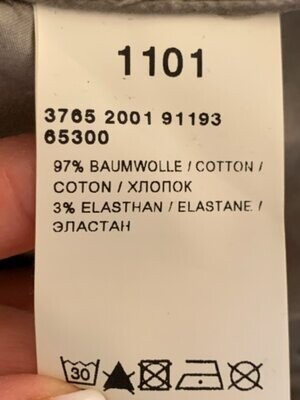 1101
3765 2001 91193
65300
97% BAUMWOLLE / COTTON /
COTON / ХЛОПОК
3% ELASTHAN / ELASTANE /
ЭЛАСТАН
30